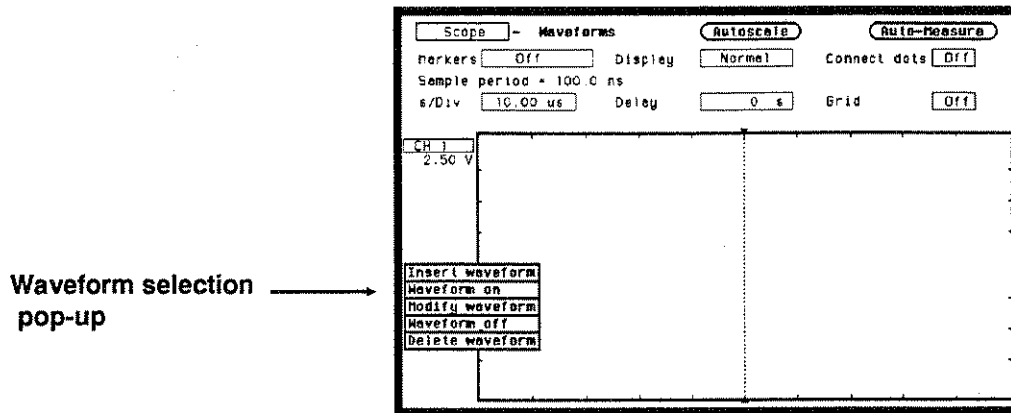 Scope - Waveforms Autoscale Auto-Measure
Markers Off Display Normal Connect dots Off
Sample period = 100.0 ns
s/Div 10.00 us Delay 0 s Grid Off
CH 1
2.50 V
Insert waveform
Waveform on
Modify waveform
Waveform off
Delete waveform
Waveform selection
pop-up